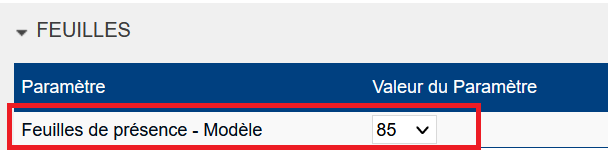 FEUILLES
Paramètre Valeur du Paramètre
Feuilles de présence - Modèle 85